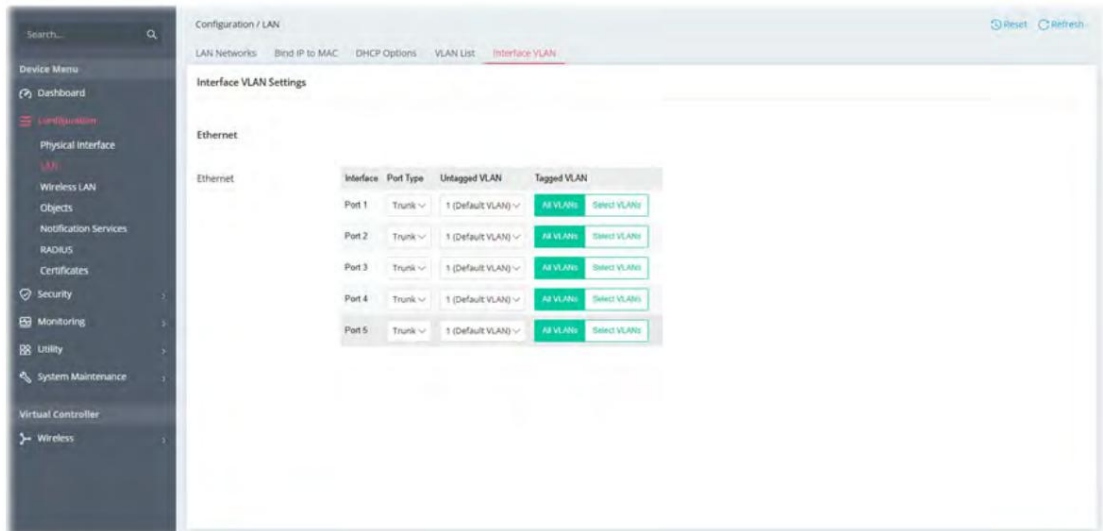 Search...
Device Menu
Dashboard
Configuration
Physical Interface
LAN
Wireless LAN
Objects
Notification Services
RADIUS
Certificates
Security
Monitoring
Utility
System Maintenance
Virtual Controller
Wireless
Configuration / LAN
Reset Refresh
LAN Networks Bind IP to MAC DHCP Options VLAN List Interface VLAN
Interface VLAN Settings
Ethernet
Ethernet
Interface Port Type Untagged VLAN Tagged VLAN
Port 1 Trunk 1 (Default VLAN) All VLANs Select VLANs
Port 2 Trunk 1 (Default VLAN) All VLANs Select VLANs
Port 3 Trunk 1 (Default VLAN) All VLANs Select VLANs
Port 4 Trunk 1 (Default VLAN) All VLANs Select VLANs
Port 5 Trunk 1 (Default VLAN) All VLANs Select VLANs